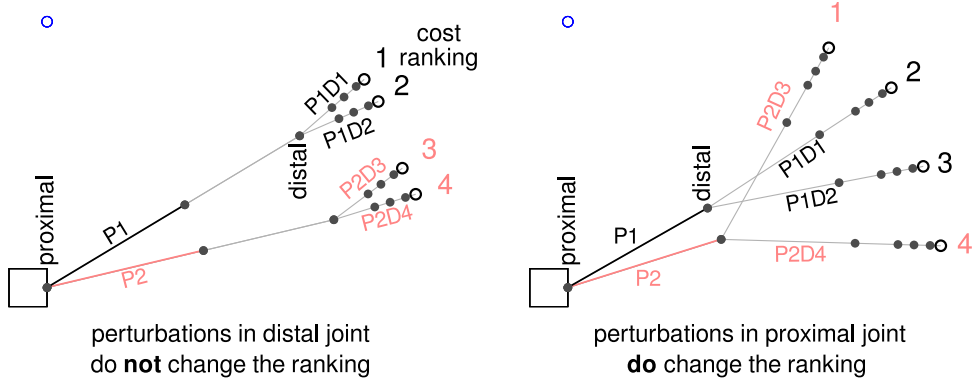 cost
ranking
1
2
3
4
P1D1
P1D2
P2D3
P2D4
distal
proximal
P1
P2
perturbations in distal joint
do not change the ranking
1
2
3
4
P2D3
P1D1
P1D2
P2D4
distal
proximal
P1
P2
perturbations in proximal joint
do change the ranking